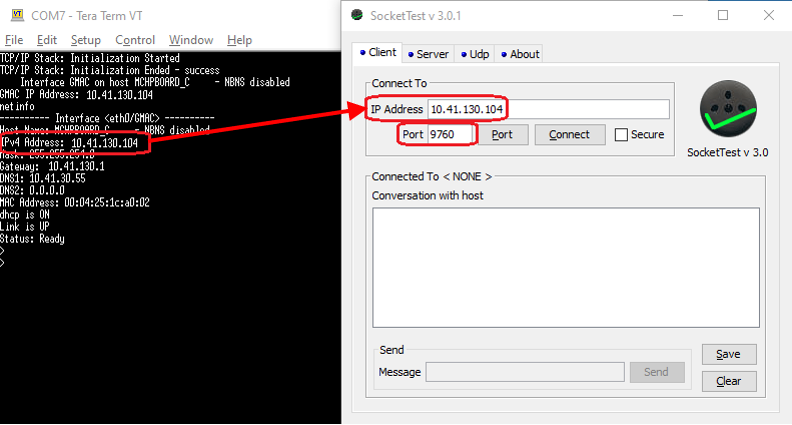 COM7 - Tera Term VT
File Edit Setup Control Window Help
TCP/IP Stack: Initialization Started
TCP/IP Stack: Initialization Ended - success
Interface GMAC on host MCHPBOARD_C - NBNS disabled
GMAC IP Address: 10.41.130.104
netinfo
---------- Interface <eth0/GMAC> ----------
Host Name: MCHPBOARD_C - NBNS disabled
IPv4 Address: 10.41.130.104
Mask: 255.255.254.0
Gateway: 10.41.130.1
DNS1: 10.41.30.55
DNS2: 0.0.0.0
MAC Address: 00:04:25:1c:a0:02
dhcp is ON
Link is UP
Status: Ready
>
>
SocketTest v 3.0.1
Client Server Udp About
Connect To
IP Address 10.41.130.104
Port 9760 Port Connect Secure
SocketTest v 3.0
Connected To < NONE >
Conversation with host
Send
Message Send
Save
Clear